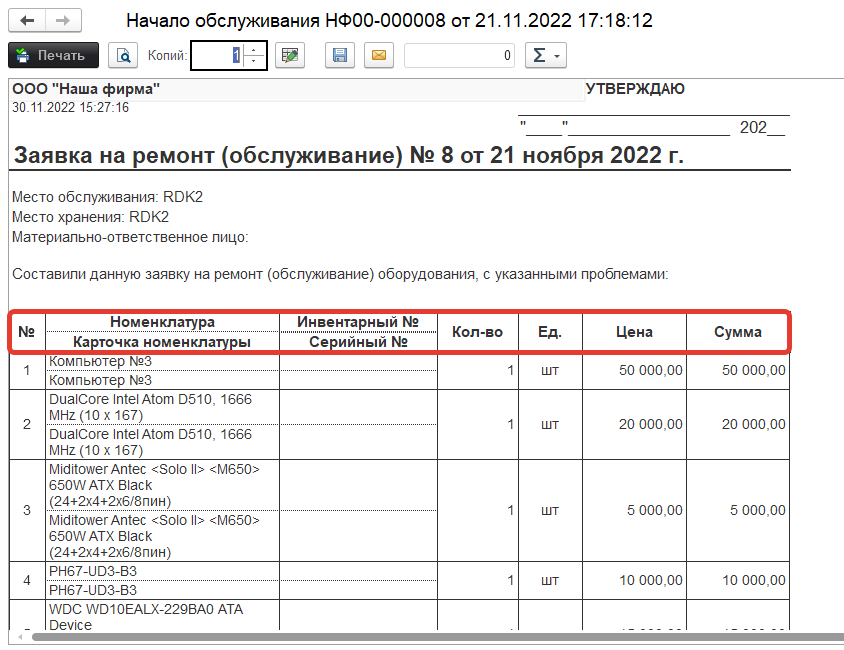 Начало обслуживания НФ00-000008 от 21.11.2022 17:18:12
Печать Копий: 1 0 Σ
ООО "Наша фирма" УТВЕРЖДАЮ
30.11.2022 15:27:16
"____"____________________ 202__
Заявка на ремонт (обслуживание) № 8 от 21 ноября 2022 г.
Место обслуживания: RDK2
Место хранения: RDK2
Материально-ответственное лицо:
Составили данную заявку на ремонт (обслуживание) оборудования, с указанными проблемами:
№ Номенклатура Инвентарный № Кол-во Ед. Цена Сумма
Карточка номенклатуры Серийный №
1 Компьютер №3 1 шт 50 000,00 50 000,00
Компьютер №3
2 DualCore Intel Atom D510, 1666 1 шт 20 000,00 20 000,00
MHz (10 x 167)
DualCore Intel Atom D510, 1666
MHz (10 x 167)
3 Miditower Antec <Solo II> <M650> 1 шт 5 000,00 5 000,00
650W ATX Black
(24+2x4+2x6/8пин)
Miditower Antec <Solo II> <M650>
650W ATX Black
(24+2x4+2x6/8пин)
4 PH67-UD3-B3 1 шт 10 000,00 10 000,00
PH67-UD3-B3
WDC WD10EALX-229BA0 ATA
Device